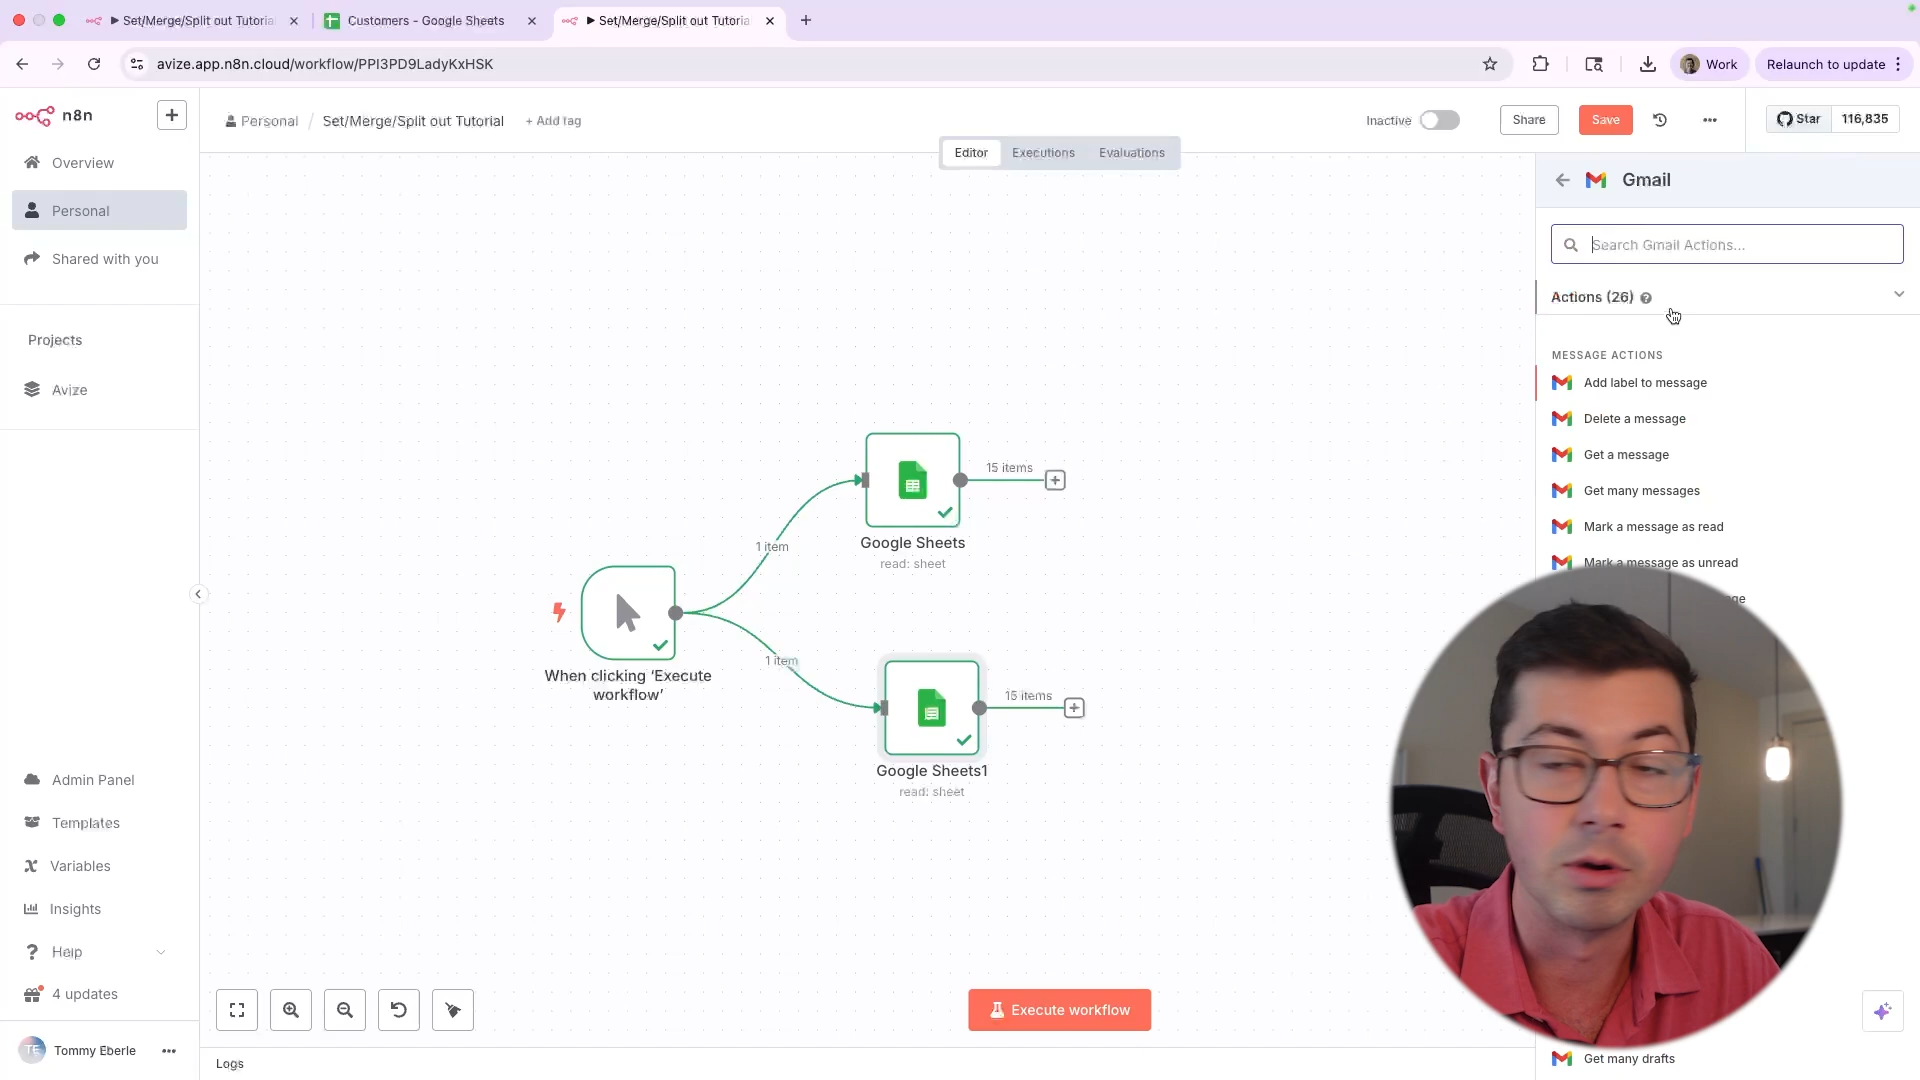 Set/Merge/Split out Tutoria
Customers - Google Sheets
Set/Merge/Split out Tutoria
avize.app.n8n.cloud/workflow/PPI3PD9LadyKxHSK
Work
Relaunch to update
n8n
Personal / Set/Merge/Split out Tutorial + Add tag
Inactive
Share
Save
Star 116,835
Editor
Executions
Evaluations
Overview
Personal
Shared with you
Projects
Avize
Admin Panel
Templates
Variables
Insights
Help
4 updates
TE
Tommy Eberle
When clicking ‘Execute
workflow’
1 item
1 item
Google Sheets
read: sheet
15 items
Google Sheets1
read: sheet
15 items
Execute workflow
Logs
Gmail
Search Gmail Actions...
Actions (26)
MESSAGE ACTIONS
Add label to message
Delete a message
Get a message
Get many messages
Mark a message as read
Mark a message as unread
Get many drafts